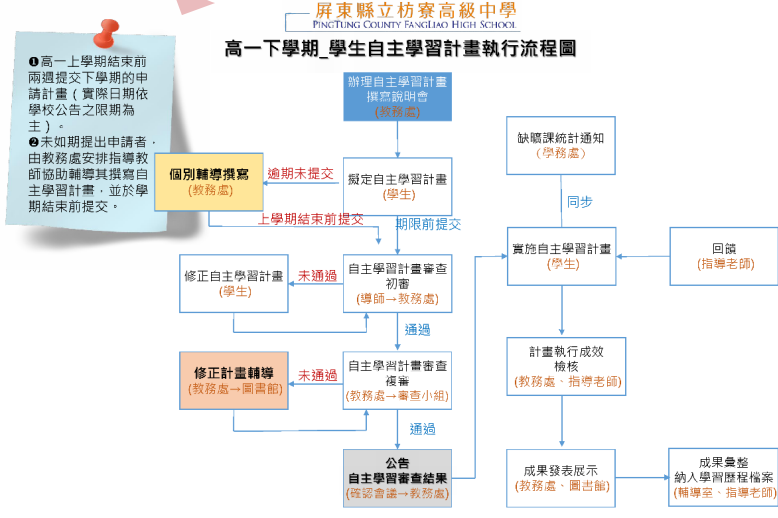 屏東縣立枋寮高級中學
PINGTUNG COUNTY FANGLIAO HIGH SCHOOL
高一下學期_學生自主學習計畫執行流程圖
❶高一上學期結束前
兩週提交下學期的申
請計畫（實際日期依
學校公告之限期為
主）。
❷未如期提出申請者，
由教務處安排指導教
師協助輔導其撰寫自
主學習計畫，並於學
期結束前提交。
辦理自主學習計畫
撰寫說明會
(教務處)
缺曠課統計通知
(學務處)
個別輔導撰寫
(教務處)
逾期未提交
擬定自主學習計畫
(學生)
同步
上學期結束前提交
期限前提交
修正自主學習計畫
(學生)
未通過
自主學習計畫審查
初審
(導師→教務處)
實施自主學習計畫
(學生)
回饋
(指導老師)
通過
修正計畫輔導
(教務處→圖書館)
未通過
自主學習計畫審查
複審
(教務處→審查小組)
計畫執行成效
檢核
(教務處、指導老師)
通過
公告
自主學習審查結果
(確認會議→教務處)
成果發表展示
(教務處、圖書館)
成果彙整
納入學習歷程檔案
(輔導室、指導老師)